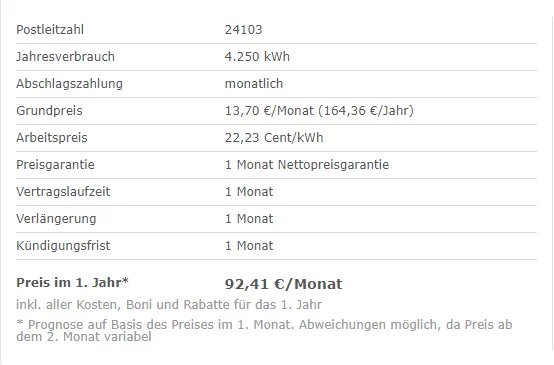 Postleitzahl 24103
Jahresverbrauch 4.250 kWh
Abschlagszahlung monatlich
Grundpreis 13,70 €/Monat (164,36 €/Jahr)
Arbeitspreis 22,23 Cent/kWh
Preisgarantie 1 Monat Nettopreisgarantie
Vertragslaufzeit 1 Monat
Verlängerung 1 Monat
Kündigungsfrist 1 Monat
Preis im 1. Jahr* 92,41 €/Monat
inkl. aller Kosten, Boni und Rabatte für das 1. Jahr
* Prognose auf Basis des Preises im 1. Monat. Abweichungen möglich, da Preis ab
dem 2. Monat variabel